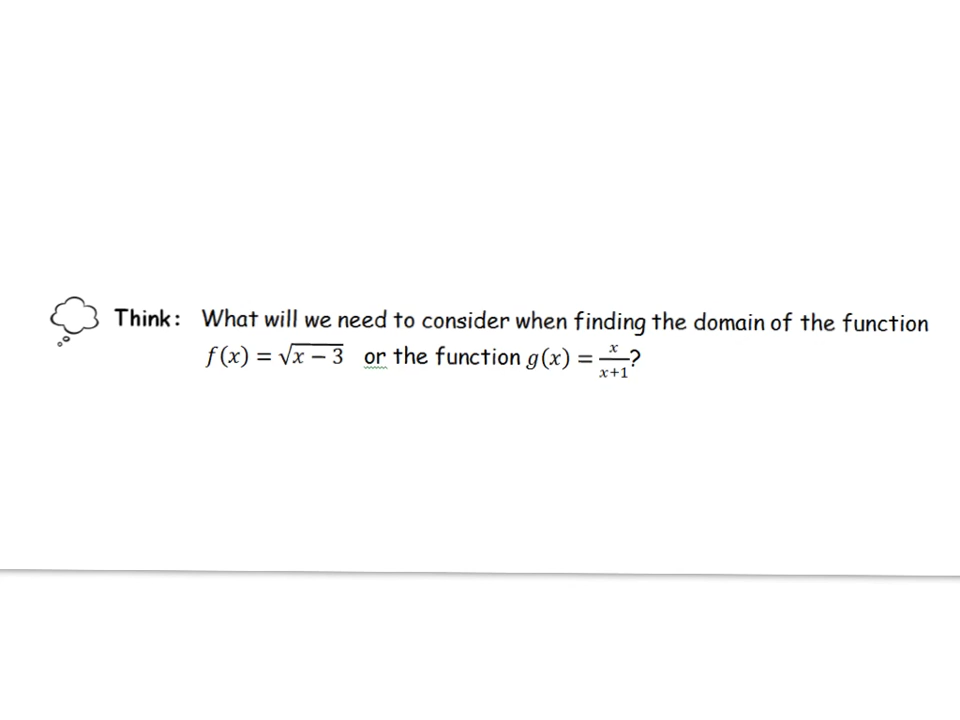 Think: What will we need to consider when finding the domain of the function
f(x) = √x − 3 or the function g(x) = x/x+1?